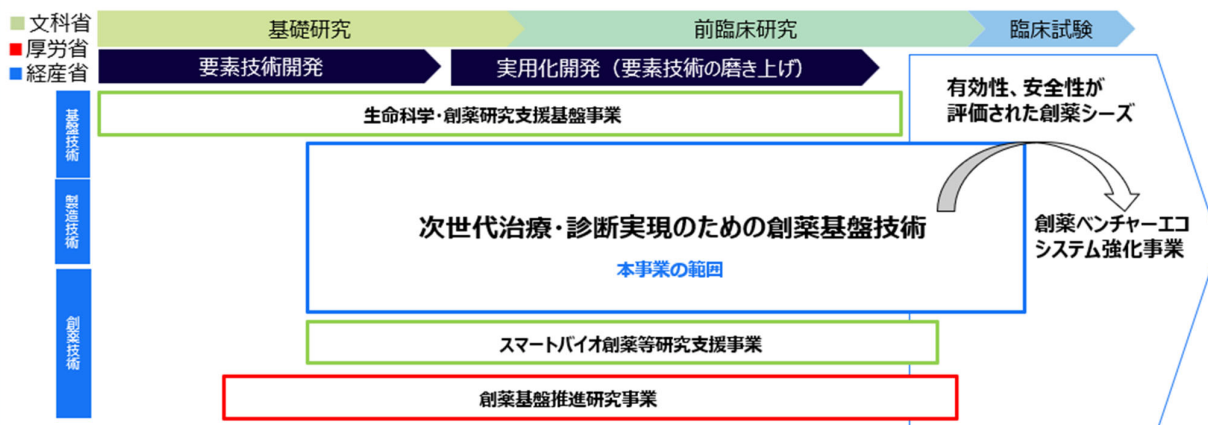 ■文科省
■厚労省
■経産省
基礎研究
前臨床研究
臨床試験
要素技術開発
実用化開発（要素技術の磨き上げ）
基盤技術
製造技術
創薬技術
生命科学・創薬研究支援基盤事業
次世代治療・診断実現のための創薬基盤技術
本事業の範囲
スマートバイオ創薬等研究支援事業
創薬基盤推進研究事業
有効性、安全性が
評価された創薬シーズ
創薬ベンチャーエコ
システム強化事業